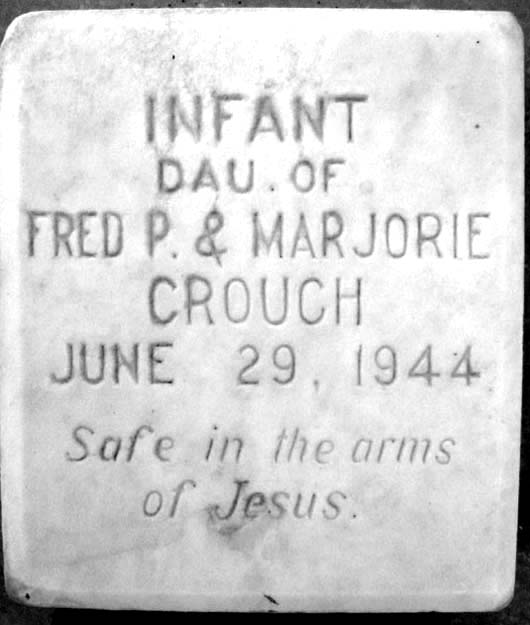 INFANT
DAU. OF
FRED P. & MARJORIE
CROUCH
JUNE 29, 1944
Safe in the arms
of Jesus.